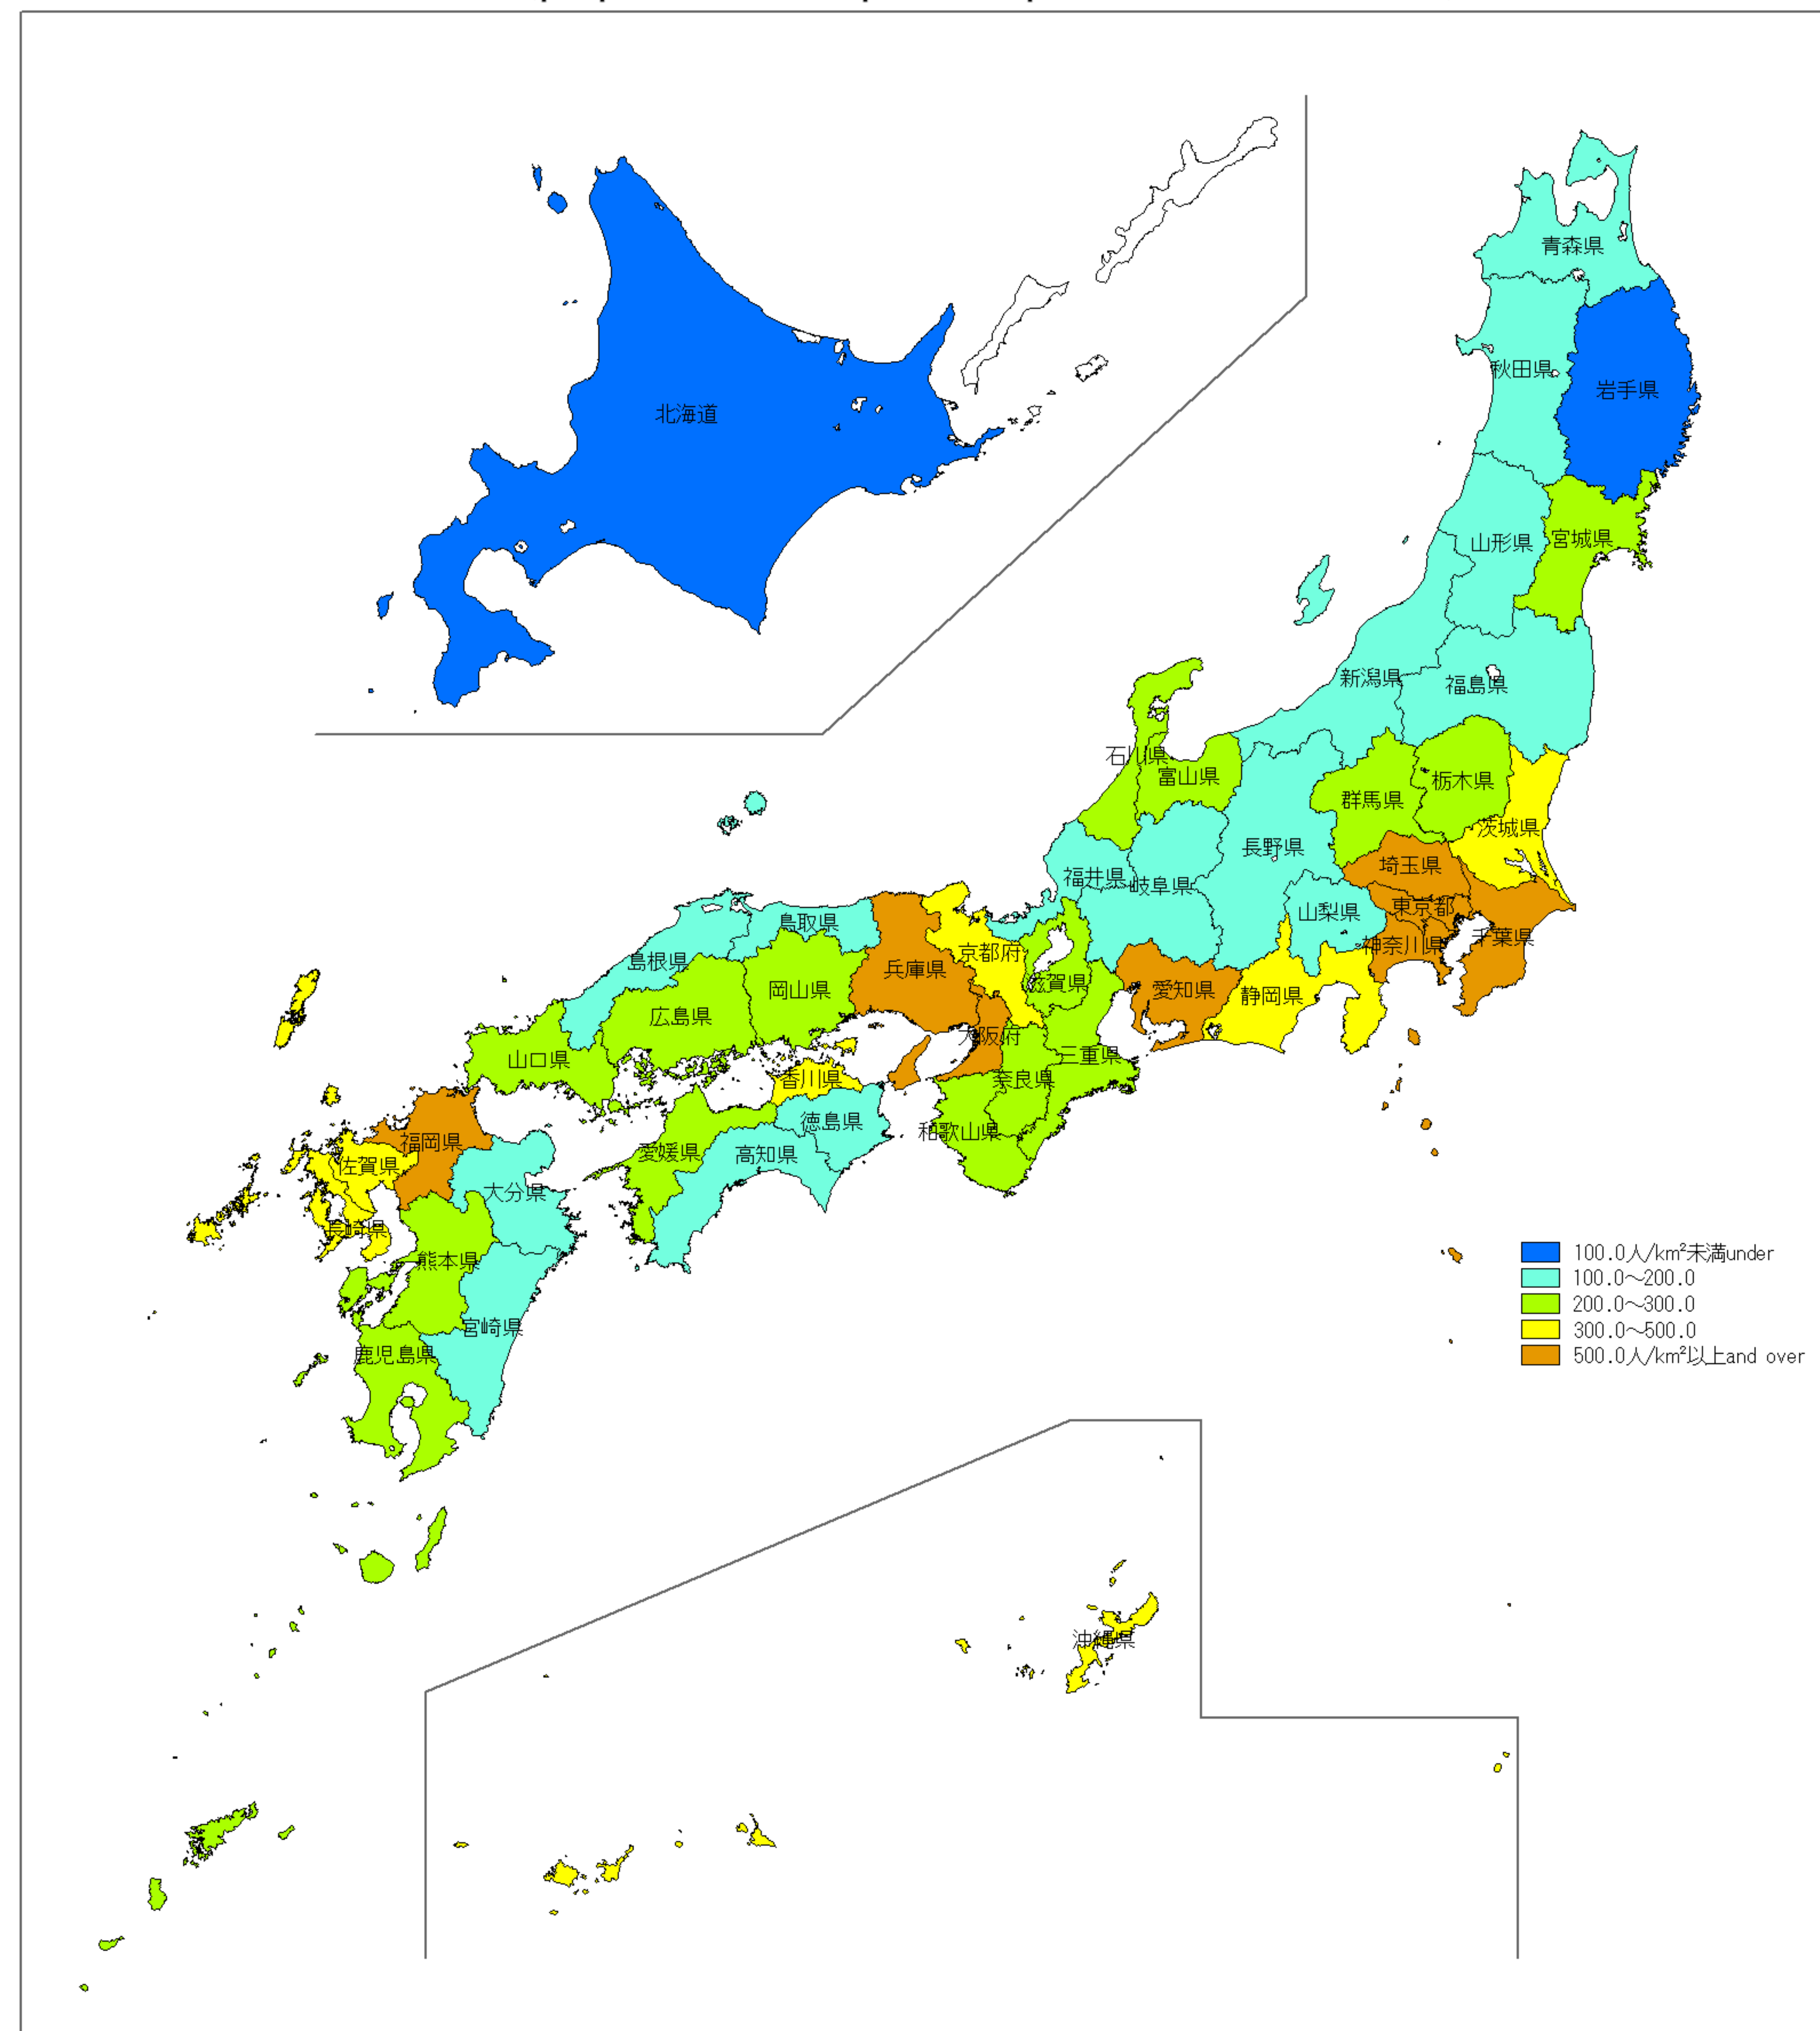 北海道
青森県
秋田県
岩手県
山形県
宮城県
新潟県
福島県
石川県
富山県
群馬県
栃木県
茨城県
長野県
埼玉県
福井県
岐阜県
山梨県
東京都
神奈川県
千葉県
鳥取県
島根県
兵庫県
京都府
滋賀県
愛知県
静岡県
岡山県
広島県
山口県
大阪府
三重県
奈良県
和歌山県
香川県
徳島県
愛媛県
高知県
福岡県
佐賀県
大分県
長崎県
熊本県
宮崎県
鹿児島県
100.0人/km²未満under
100.0～200.0
200.0～300.0
300.0～500.0
500.0人/km²以上and over
沖縄県